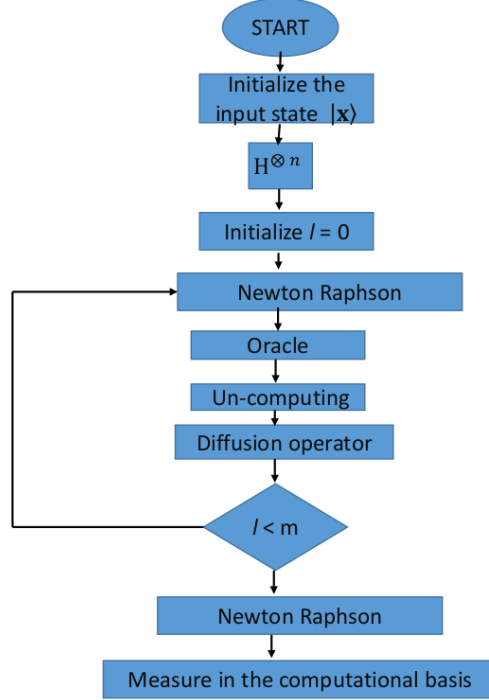 START
Initialize the
input state |x⟩
H⊗ n
Initialize l = 0
Newton Raphson
Oracle
Un-computing
Diffusion operator
l < m
Newton Raphson
Measure in the computational basis